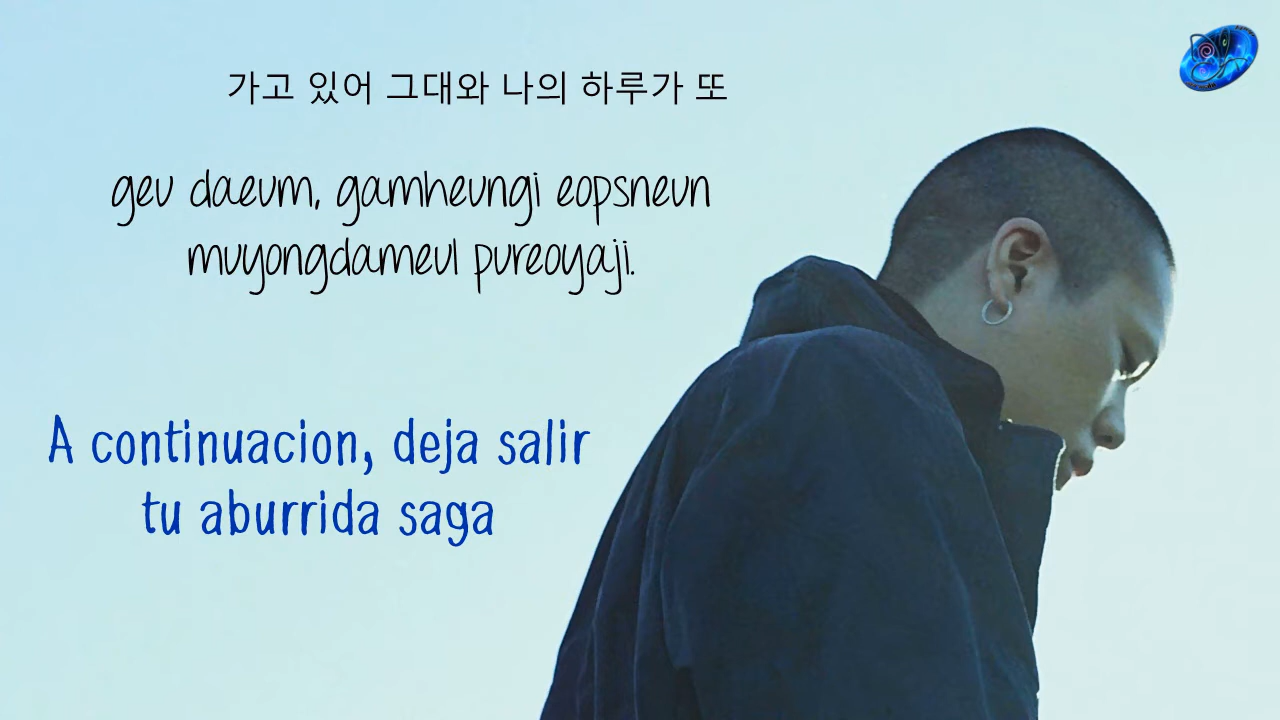 가고 있어 그대와 나의 하루가 또
geu daeum, gamheungi eopsneun
muyongdameul pureoyaji.
A continuacion, deja salir
tu aburrida saga